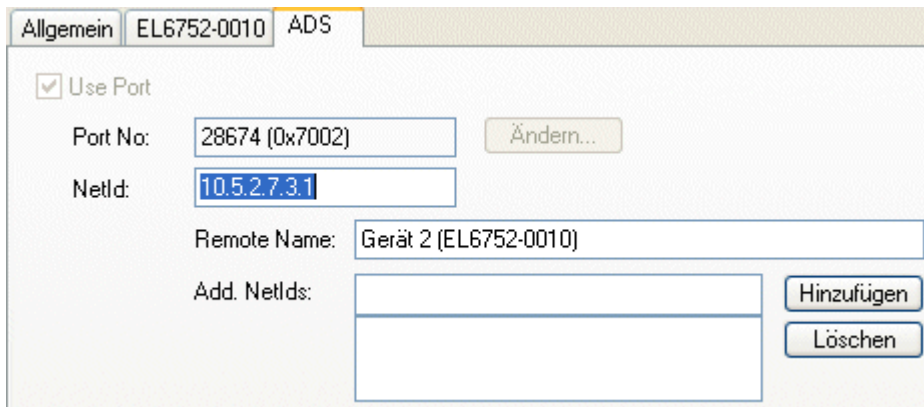 Allgemein EL6752-0010 ADS
Use Port
Port No: 28674 (0x7002) Ändern...
NetId: 10.5.2.7.3.1
Remote Name: Gerät 2 (EL6752-0010)
Add. NetIds: Hinzufügen
Löschen